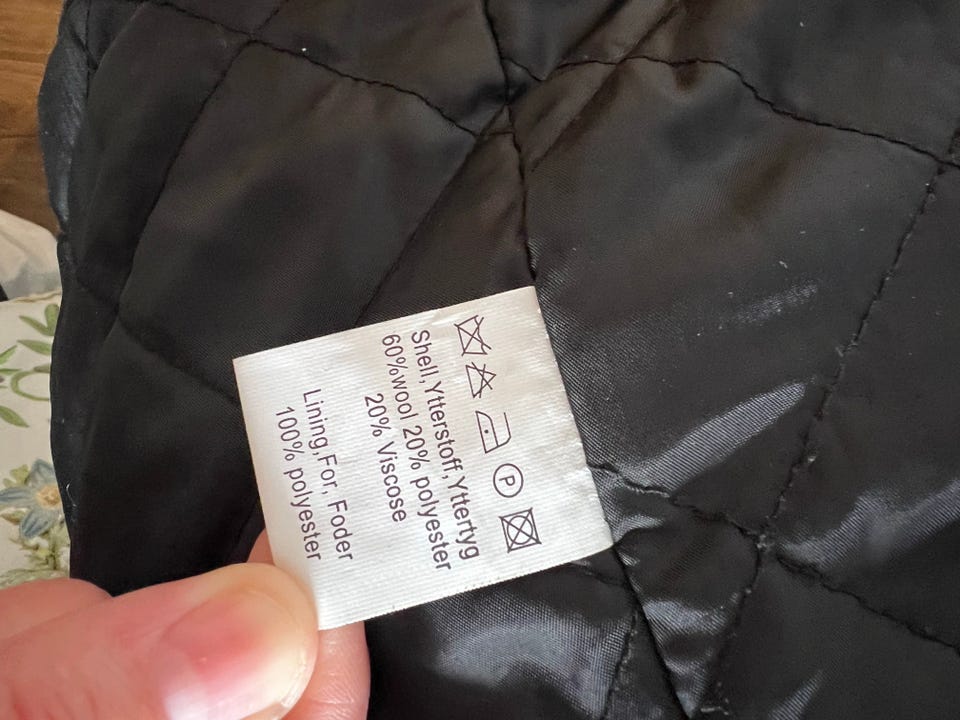 P
Shell,Ytterstoff,Yttertyg
60%wool 20% polyester
20% Viscose
Lining,For, Foder
100% polyester